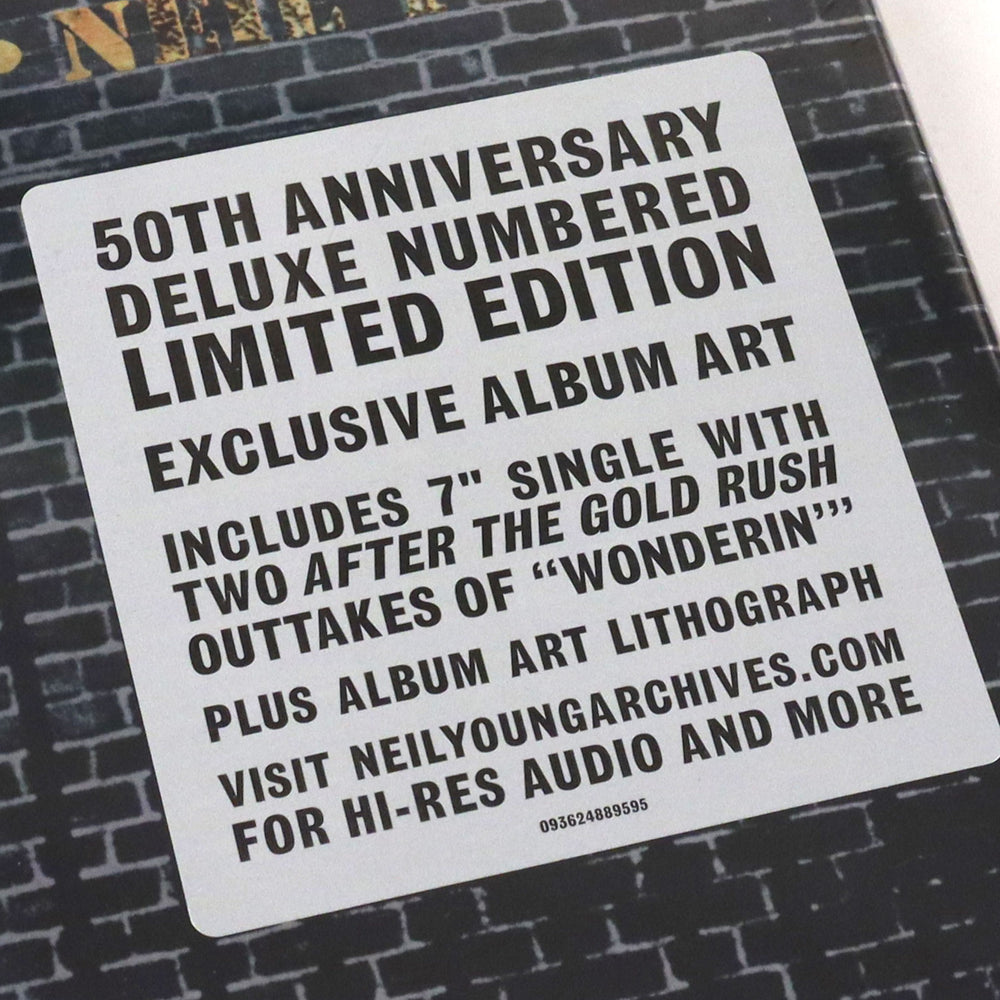 • NEIL Y
50TH ANNIVERSARY
DELUXE NUMBERED
LIMITED EDITION
EXCLUSIVE ALBUM ART
INCLUDES 7" SINGLE WITH
TWO AFTER THE GOLD RUSH
OUTTAKES OF “WONDERIN’”
PLUS ALBUM ART LITHOGRAPH
VISIT NEILYOUNGARCHIVES.COM
FOR HI-RES AUDIO AND MORE
093624889595